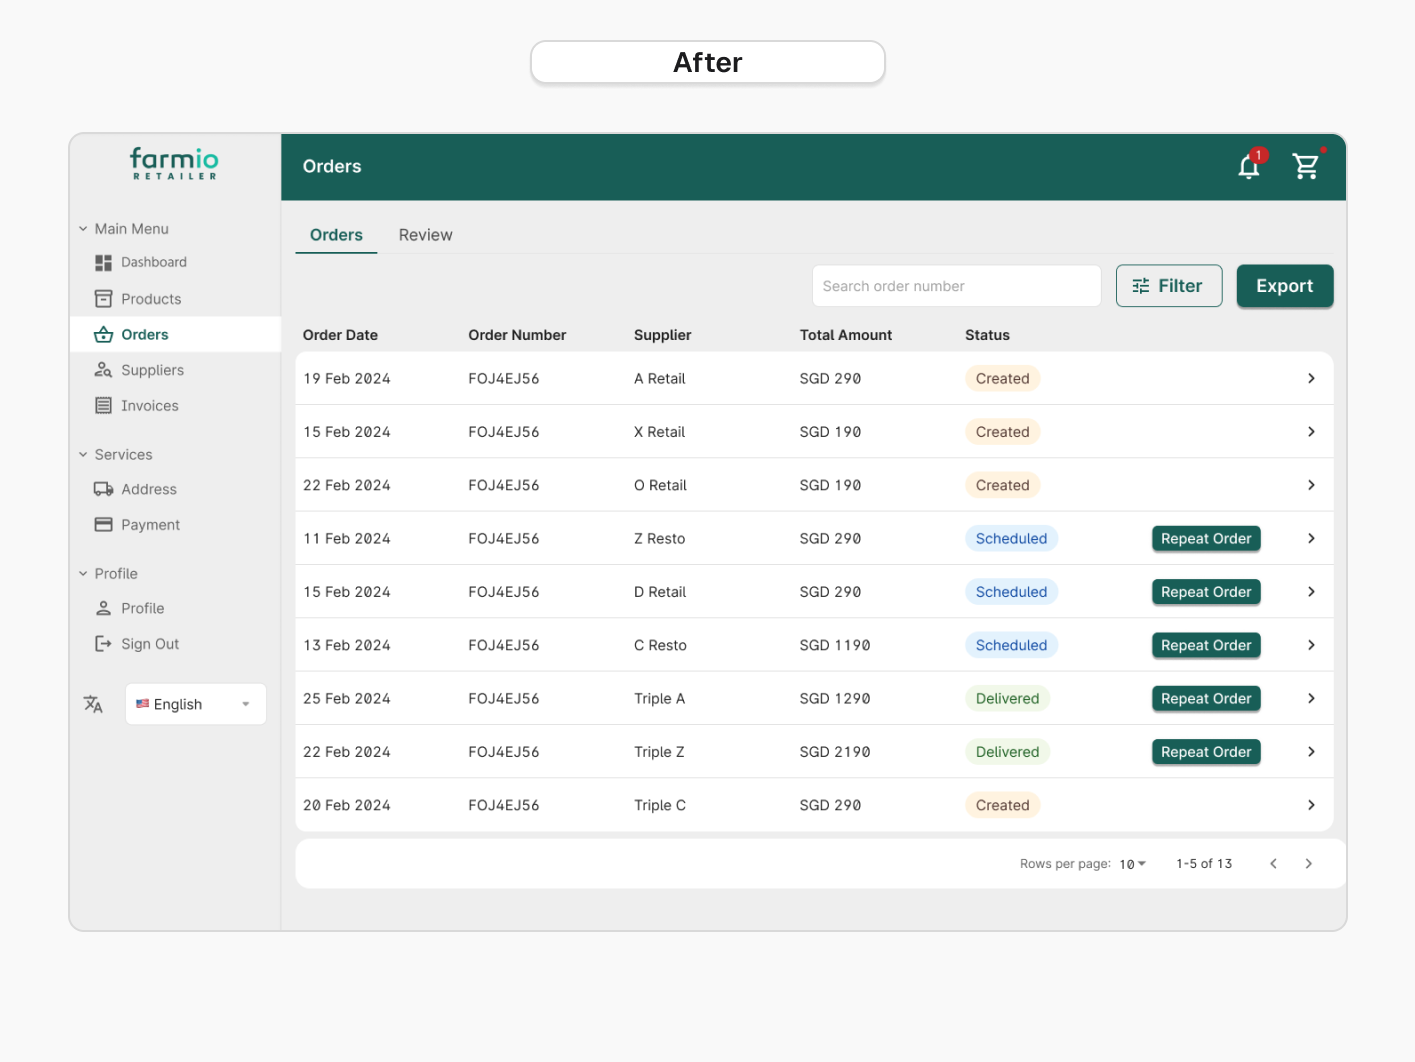 After
farmio
RETAILER
Orders
1
Main Menu
Dashboard
Products
Orders
Suppliers
Invoices
Services
Address
Payment
Profile
Profile
Sign Out
English
Orders Review
Search order number Filter Export
Order Date Order Number Supplier Total Amount Status
19 Feb 2024 FOJ4EJ56 A Retail SGD 290 Created
15 Feb 2024 FOJ4EJ56 X Retail SGD 190 Created
22 Feb 2024 FOJ4EJ56 O Retail SGD 190 Created
11 Feb 2024 FOJ4EJ56 Z Resto SGD 290 Scheduled Repeat Order
15 Feb 2024 FOJ4EJ56 D Retail SGD 290 Scheduled Repeat Order
13 Feb 2024 FOJ4EJ56 C Resto SGD 1190 Scheduled Repeat Order
25 Feb 2024 FOJ4EJ56 Triple A SGD 1290 Delivered Repeat Order
22 Feb 2024 FOJ4EJ56 Triple Z SGD 2190 Delivered Repeat Order
20 Feb 2024 FOJ4EJ56 Triple C SGD 290 Created
Rows per page: 10 1-5 of 13